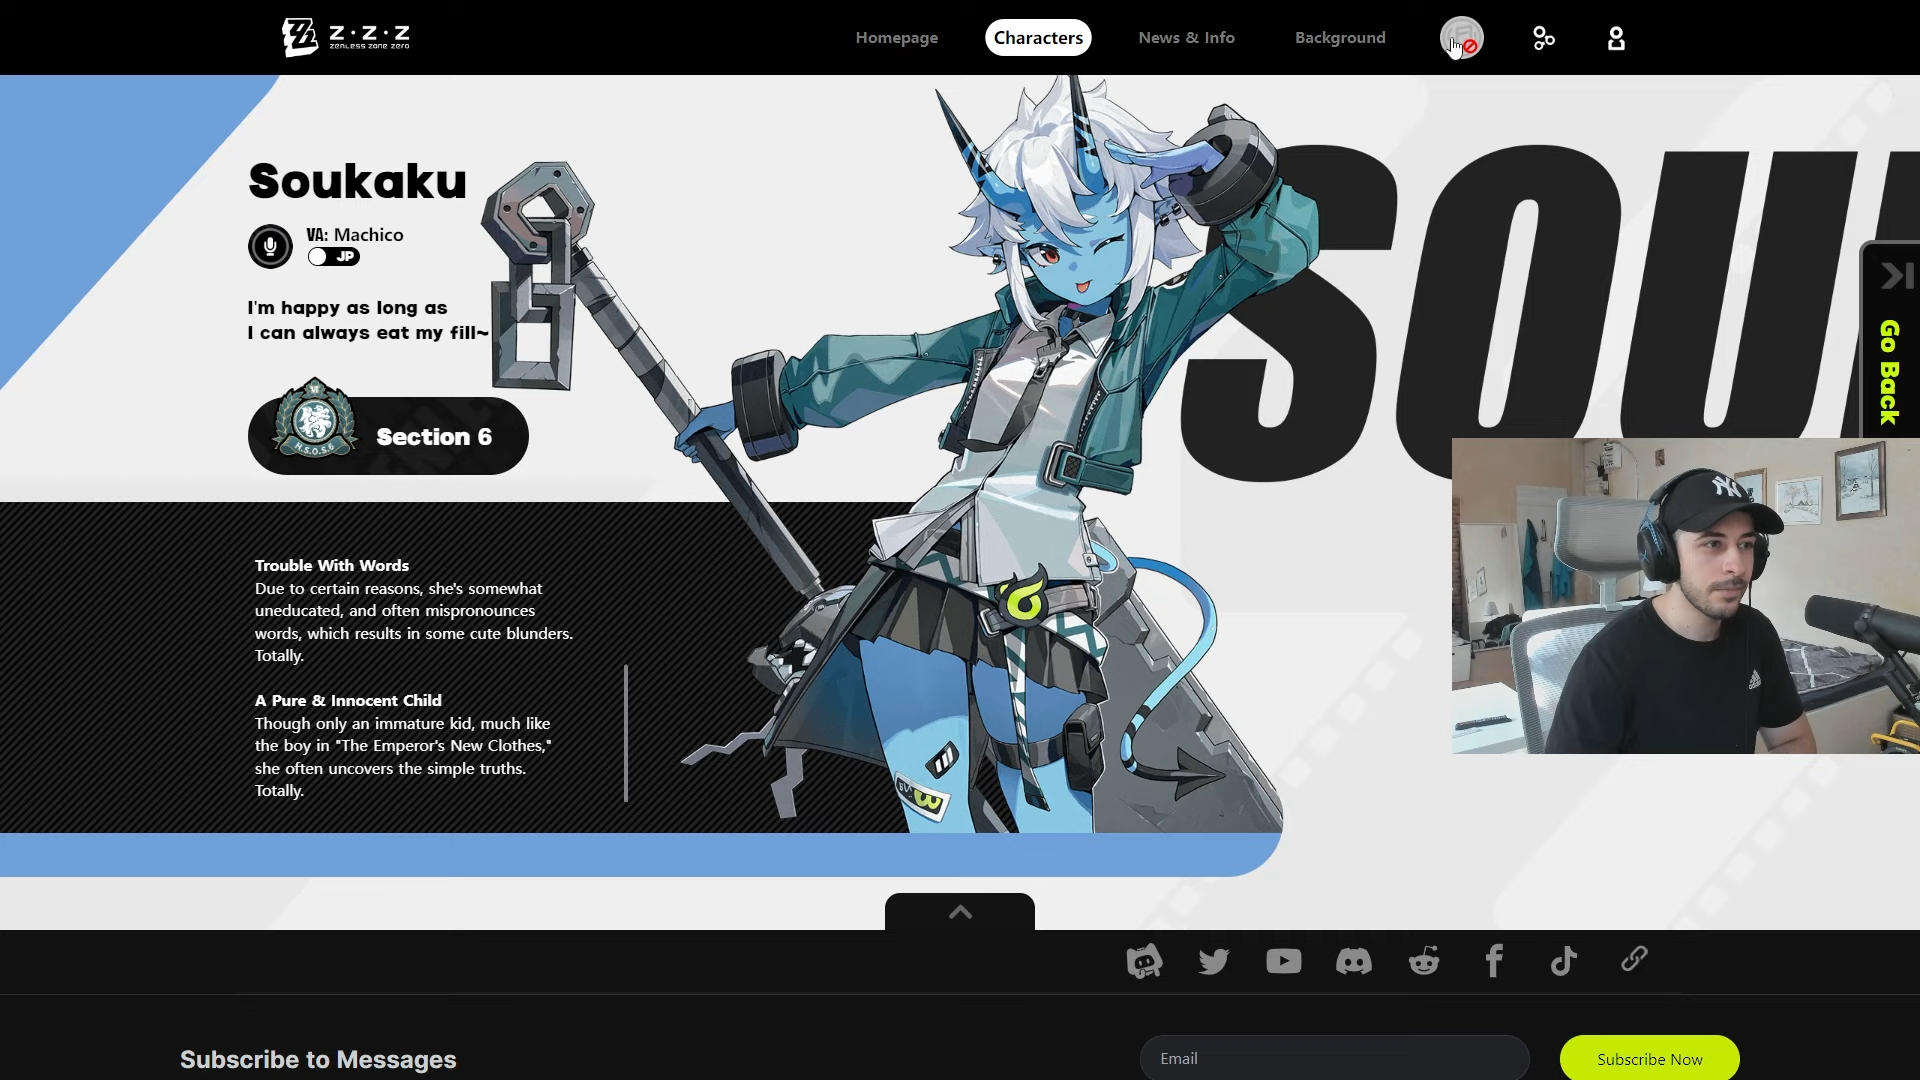 Z·Z·Z
ZENLESS ZONE ZERO
Homepage
Characters
News & Info
Background
Soukaku
VA: Machico
JP
I'm happy as long as
I can always eat my fill~
VI
H.S.O.S.6
Section 6
SOU
Go Back
Trouble With Words
Due to certain reasons, she's somewhat
uneducated, and often mispronounces
words, which results in some cute blunders.
Totally.
A Pure & Innocent Child
Though only an immature kid, much like
the boy in "The Emperor's New Clothes,"
she often uncovers the simple truths.
Totally.
NY
Subscribe to Messages
Email
Subscribe Now